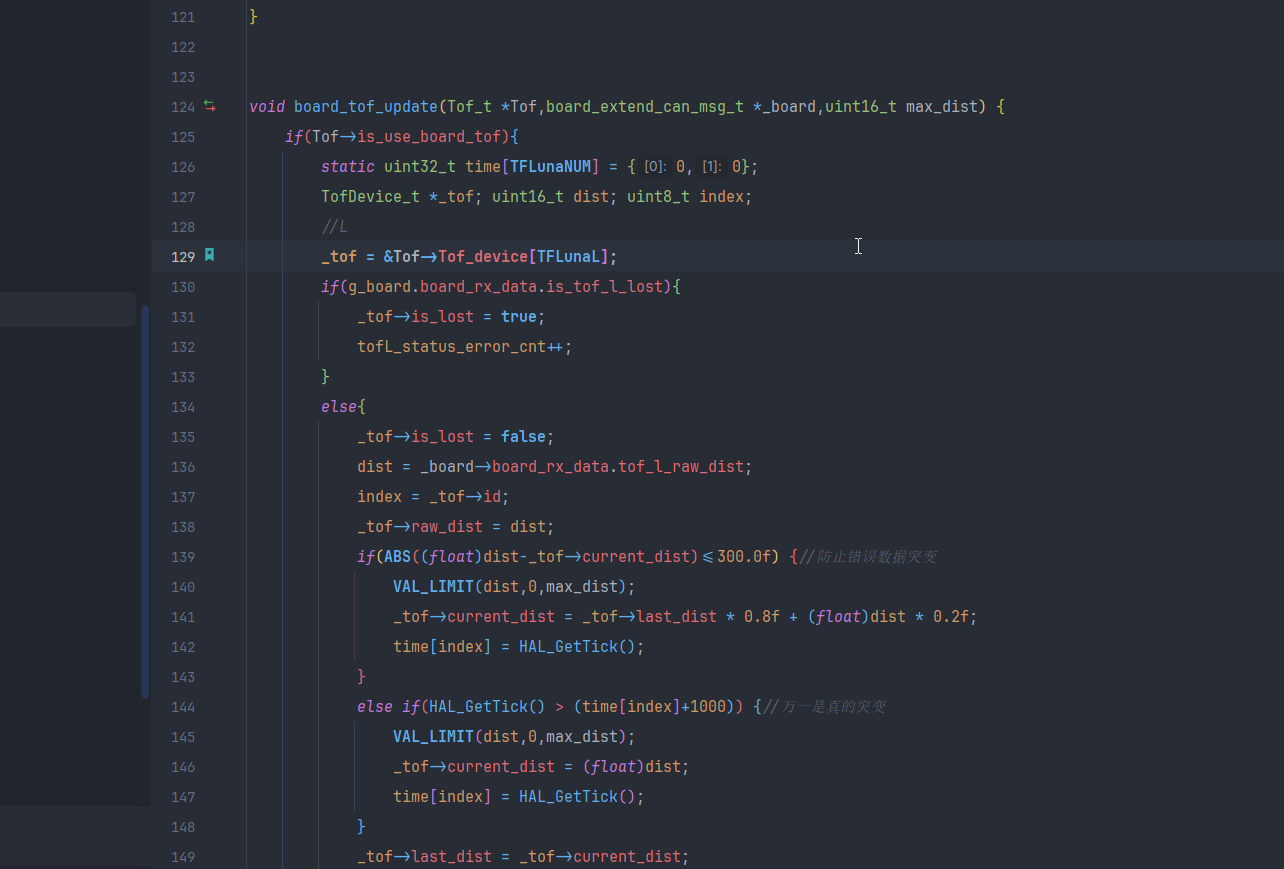 121 }
122
123
124 void board_tof_update(Tof_t *Tof,board_extend_can_msg_t *_board,uint16_t max_dist) {
125 if(Tof->is_use_board_tof){
126 static uint32_t time[TFLunaNUM] = { [0]: 0, [1]: 0};
127 TofDevice_t *_tof; uint16_t dist; uint8_t index;
128 //L
129 _tof = &Tof->Tof_device[TFLunaL];
130 if(g_board.board_rx_data.is_tof_l_lost){
131 _tof->is_lost = true;
132 tofL_status_error_cnt++;
133 }
134 else{
135 _tof->is_lost = false;
136 dist = _board->board_rx_data.tof_l_raw_dist;
137 index = _tof->id;
138 _tof->raw_dist = dist;
139 if(ABS((float)dist-_tof->current_dist)<=300.0f) {//防止错误数据突变
140 VAL_LIMIT(dist,0,max_dist);
141 _tof->current_dist = _tof->last_dist * 0.8f + (float)dist * 0.2f;
142 time[index] = HAL_GetTick();
143 }
144 else if(HAL_GetTick() > (time[index]+1000)) {//万一是真的突变
145 VAL_LIMIT(dist,0,max_dist);
146 _tof->current_dist = (float)dist;
147 time[index] = HAL_GetTick();
148 }
149 _tof->last_dist = _tof->current_dist;